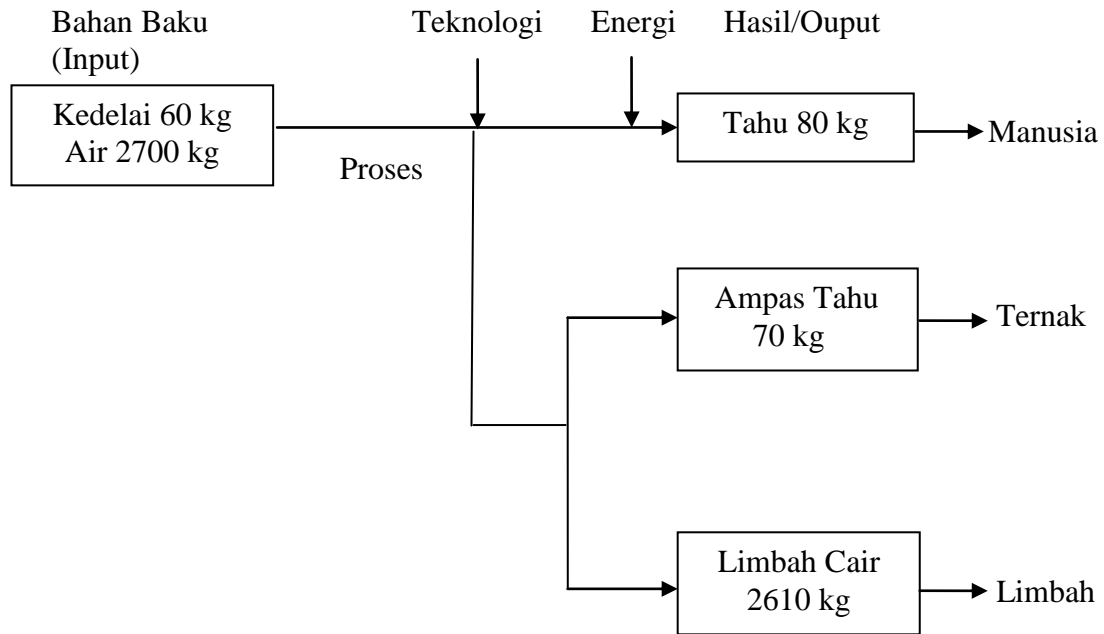 Bahan Baku
(Input)
Teknologi
Energi
Hasil/Ouput
Kedelai 60 kg
Air 2700 kg
Proses
Tahu 80 kg
Manusia
Ampas Tahu
70 kg
Ternak
Limbah Cair
2610 kg
Limbah